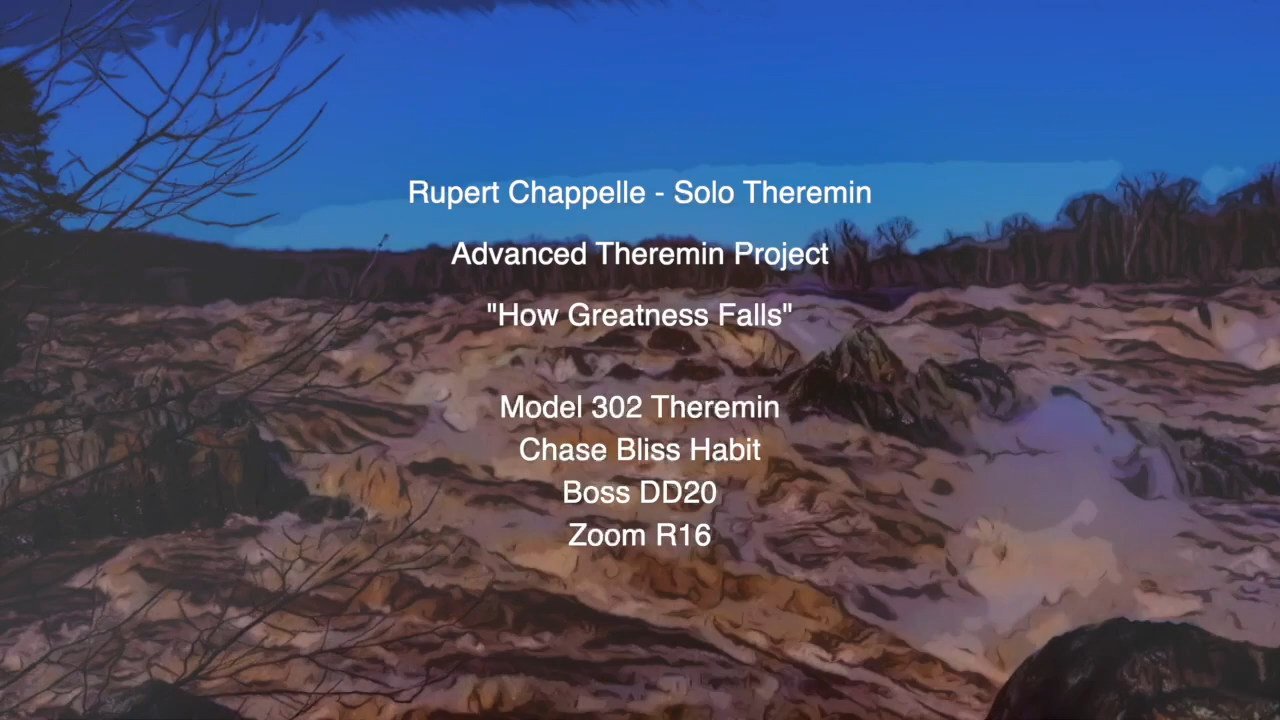 Rupert Chappelle - Solo Theremin
Advanced Theremin Project
"How Greatness Falls"
Model 302 Theremin
Chase Bliss Habit
Boss DD20
Zoom R16